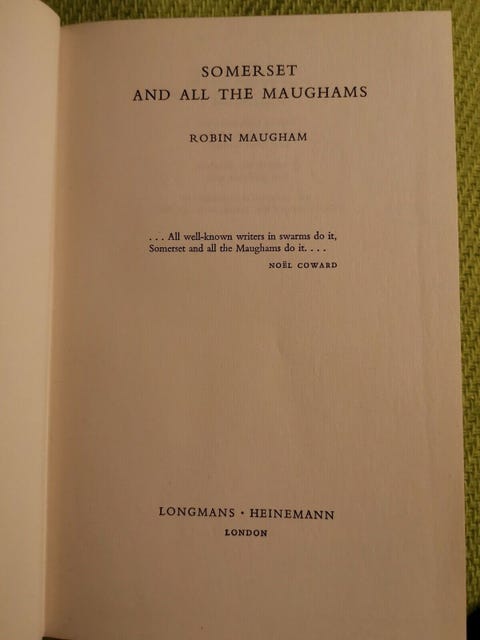 SOMERSET
AND ALL THE MAUGHAMS
ROBIN MAUGHAM
. . . All well-known writers in swarms do it,
Somerset and all the Maughams do it. . . .
NOËL COWARD
LONGMANS · HEINEMANN
LONDON